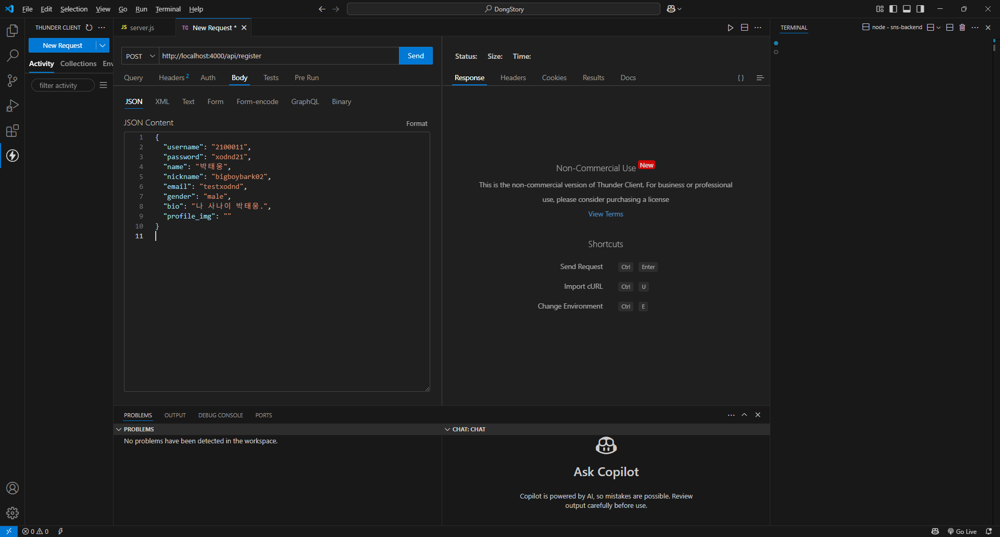 File Edit Selection View Go Run Terminal Help
DongStory
THUNDER CLIENT
New Request
Activity Collections Env
filter activity
JS server.js
TC New Request *
POST
http://localhost:4000/api/register
Send
Query Headers 2 Auth Body Tests Pre Run
JSON XML Text Form Form-encode GraphQL Binary
JSON Content
Format
1 {
2 "username": "2100011",
3 "password": "xodnd21",
4 "name": "박태웅",
5 "nickname": "bigboybark02",
6 "email": "testxodnd",
7 "gender": "male",
8 "bio": "나 사나이 박태웅.",
9 "profile_img": ""
10 }
11
Status: Size: Time:
Response Headers Cookies Results Docs
{ }
Non-Commercial Use New
This is the non-commercial version of Thunder Client. For business or professional
use, please consider purchasing a license
View Terms
Shortcuts
Send Request Ctrl Enter
Import cURL Ctrl U
Change Environment Ctrl E
TERMINAL
node - sns-backend
PROBLEMS OUTPUT DEBUG CONSOLE PORTS
PROBLEMS
No problems have been detected in the workspace.
CHAT: CHAT
Ask Copilot
Copilot is powered by AI, so mistakes are possible. Review
output carefully before use.
0 0
Go Live